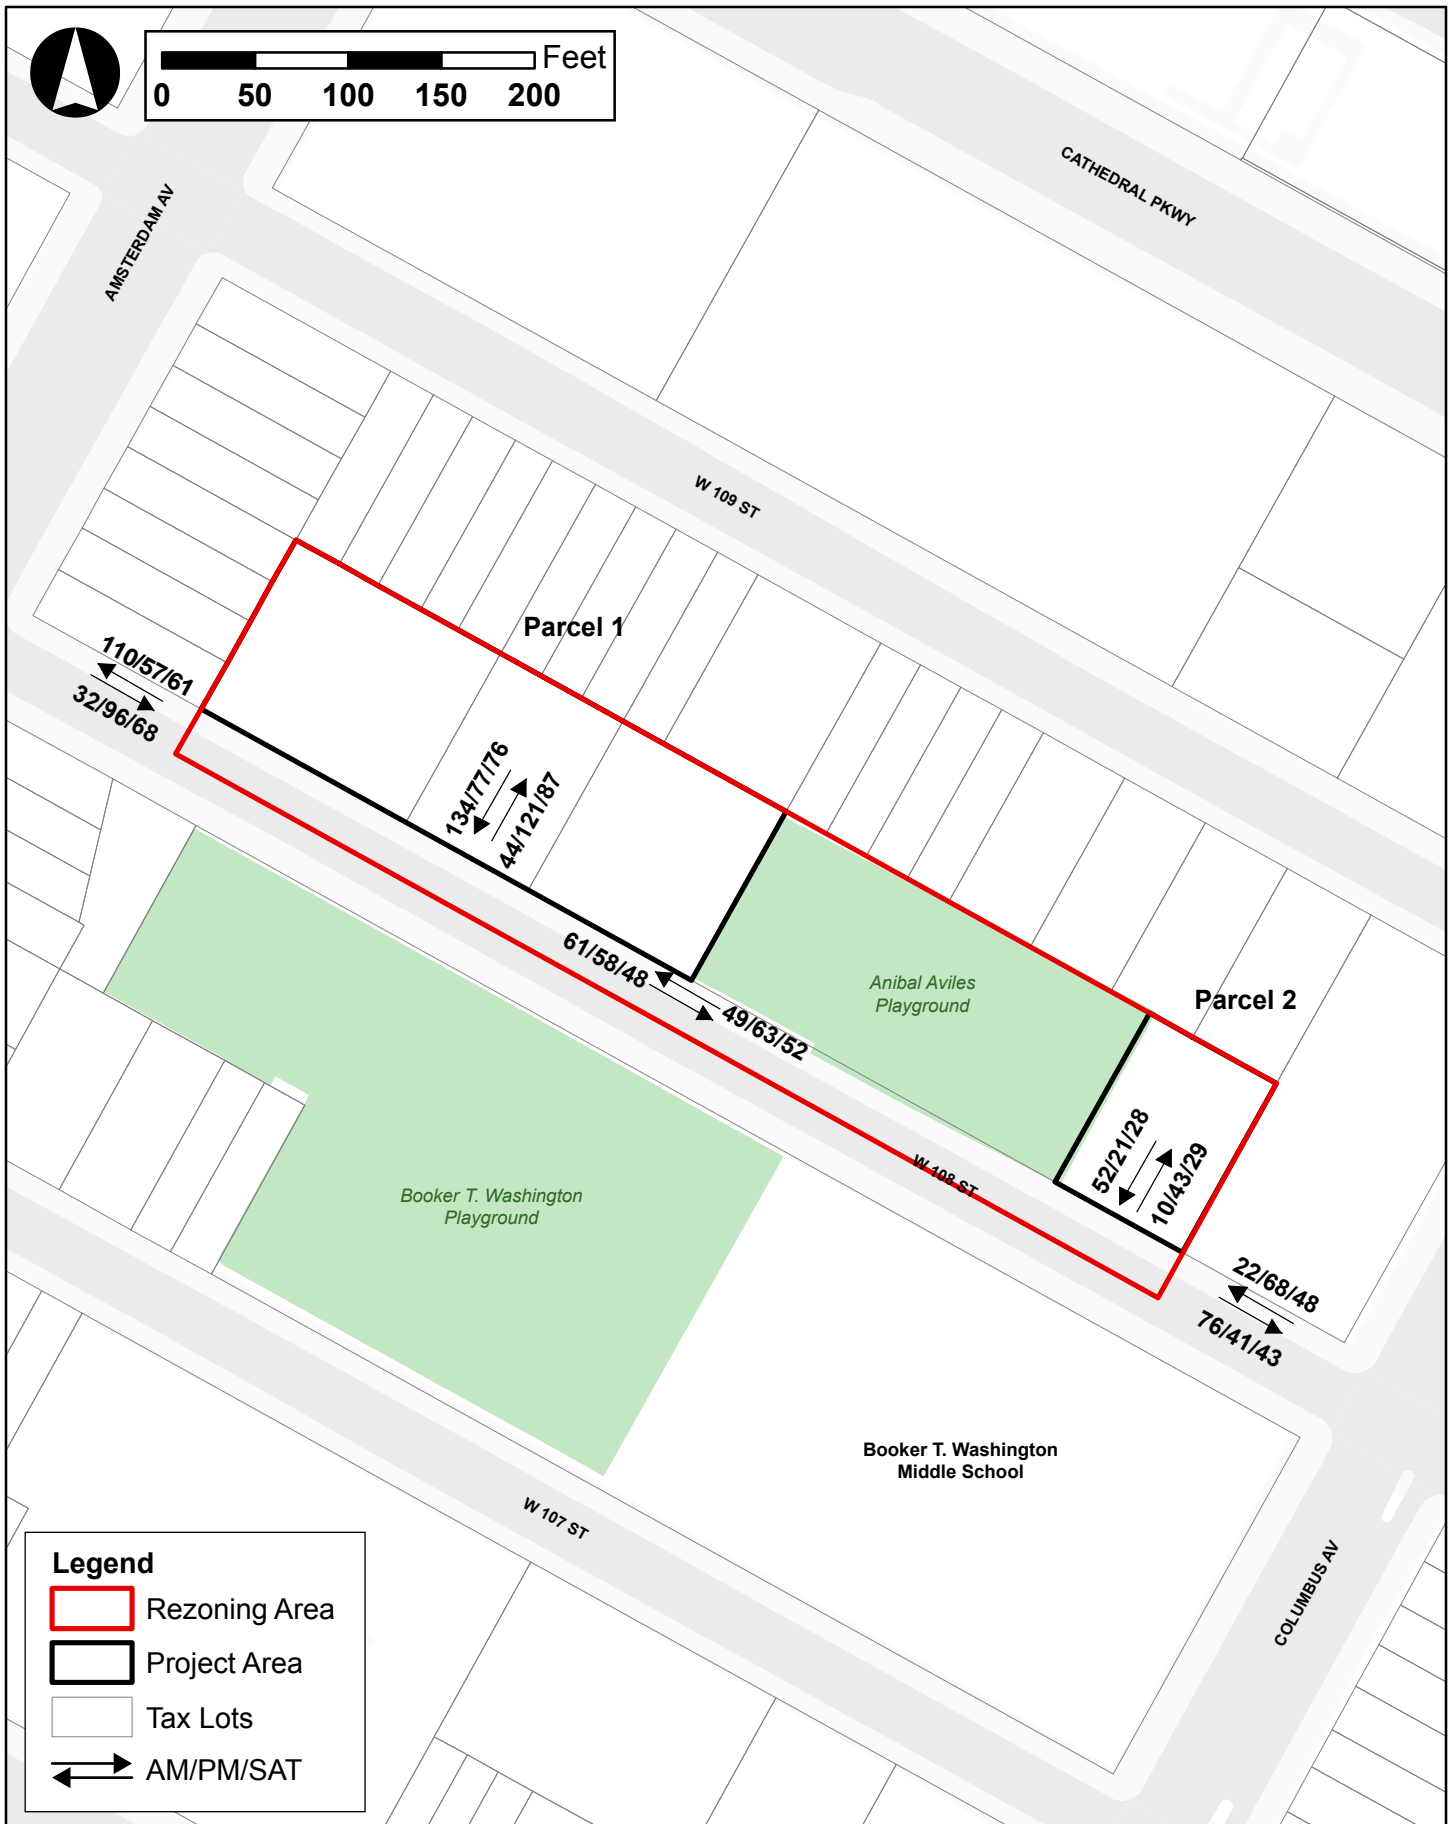 Feet
0 50 100 150 200
CATHEDRAL PKWY
AMSTERDAM AV
W 109 ST
Parcel 1
110/57/61
32/96/68
134/77/76
44/121/87
61/58/48
49/63/52
Anibal Aviles
Playground
Parcel 2
52/21/28
10/43/29
W 108 ST
Booker T. Washington
Playground
22/68/48
76/41/43
Booker T. Washington
Middle School
W 107 ST
COLUMBUS AV
Legend
Rezoning Area
Project Area
Tax Lots
AM/PM/SAT